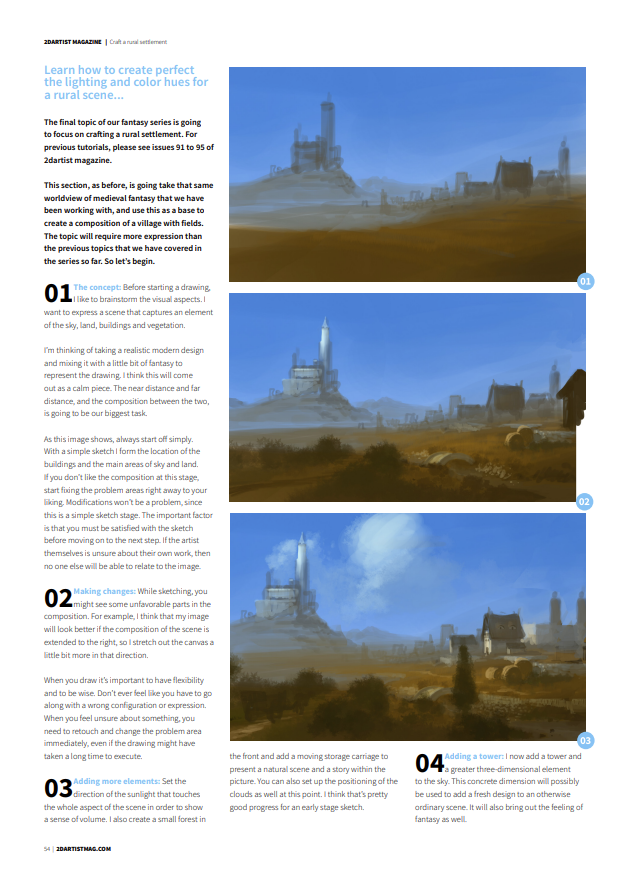 2DARTIST MAGAZINE | Craft a rural settlement
Learn how to create perfect
the lighting and color hues for
a rural scene...
The final topic of our fantasy series is going
to focus on crafting a rural settlement. For
previous tutorials, please see issues 91 to 95 of
2dartist magazine.
This section, as before, is going take that same
worldview of medieval fantasy that we have
been working with, and use this as a base to
create a composition of a village with fields.
The topic will require more expression than
the previous topics that we have covered in
the series so far. So let's begin.
01 The concept: Before starting a drawing,
I like to brainstorm the visual aspects. I
want to express a scene that captures an element
of the sky, land, buildings and vegetation.
I'm thinking of taking a realistic modern design
and mixing it with a little bit of fantasy to
represent the drawing. I think this will come
out as a calm piece. The near distance and far
distance, and the composition between the two,
is going to be our biggest task.
As this image shows, always start off simply.
With a simple sketch I form the location of the
buildings and the main areas of sky and land.
If you don't like the composition at this stage,
start fixing the problem areas right away to your
liking. Modifications won't be a problem, since
this is a simple sketch stage. The important factor
is that you must be satisfied with the sketch
before moving on to the next step. If the artist
themselves is unsure about their own work, then
no one else will be able to relate to the image.
02 Making changes: While sketching, you
might see some unfavorable parts in the
composition. For example, I think that my image
will look better if the composition of the scene is
extended to the right, so I stretch out the canvas a
little bit more in that direction.
When you draw it's important to have flexibility
and to be wise. Don't ever feel like you have to go
along with a wrong configuration or expression.
When you feel unsure about something, you
need to retouch and change the problem area
immediately, even if the drawing might have
taken a long time to execute.
03 Adding more elements: Set the
direction of the sunlight that touches
the whole aspect of the scene in order to show
a sense of volume. I also create a small forest in
01
02
03
the front and add a moving storage carriage to
present a natural scene and a story within the
picture. You can also set up the positioning of the
clouds as well at this point. I think that's pretty
good progress for an early stage sketch.
04 Adding a tower: I now add a tower and
a greater three-dimensional element
to the sky. This concrete dimension will possibly
be used to add a fresh design to an otherwise
ordinary scene. It will also bring out the feeling of
fantasy as well.
54 | 2DARTISTMAG.COM